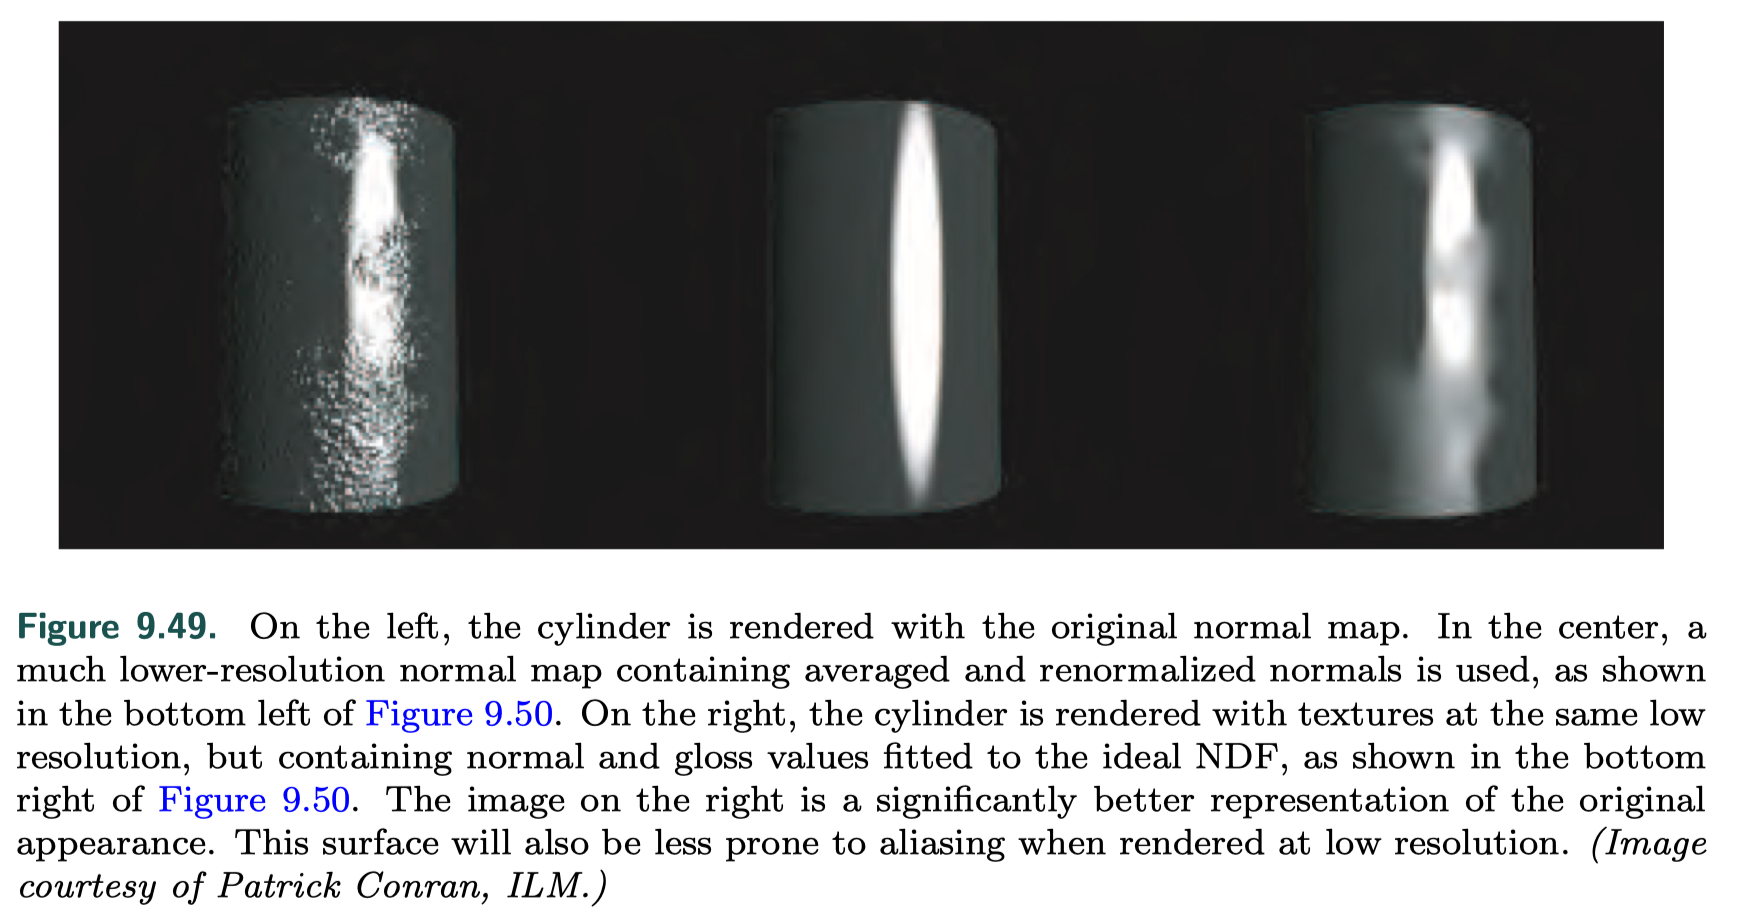 Figure 9.49. On the left, the cylinder is rendered with the original normal map. In the center, a
much lower-resolution normal map containing averaged and renormalized normals is used, as shown
in the bottom left of Figure 9.50. On the right, the cylinder is rendered with textures at the same low
resolution, but containing normal and gloss values fitted to the ideal NDF, as shown in the bottom
right of Figure 9.50. The image on the right is a significantly better representation of the original
appearance. This surface will also be less prone to aliasing when rendered at low resolution. (Image
courtesy of Patrick Conran, ILM.)